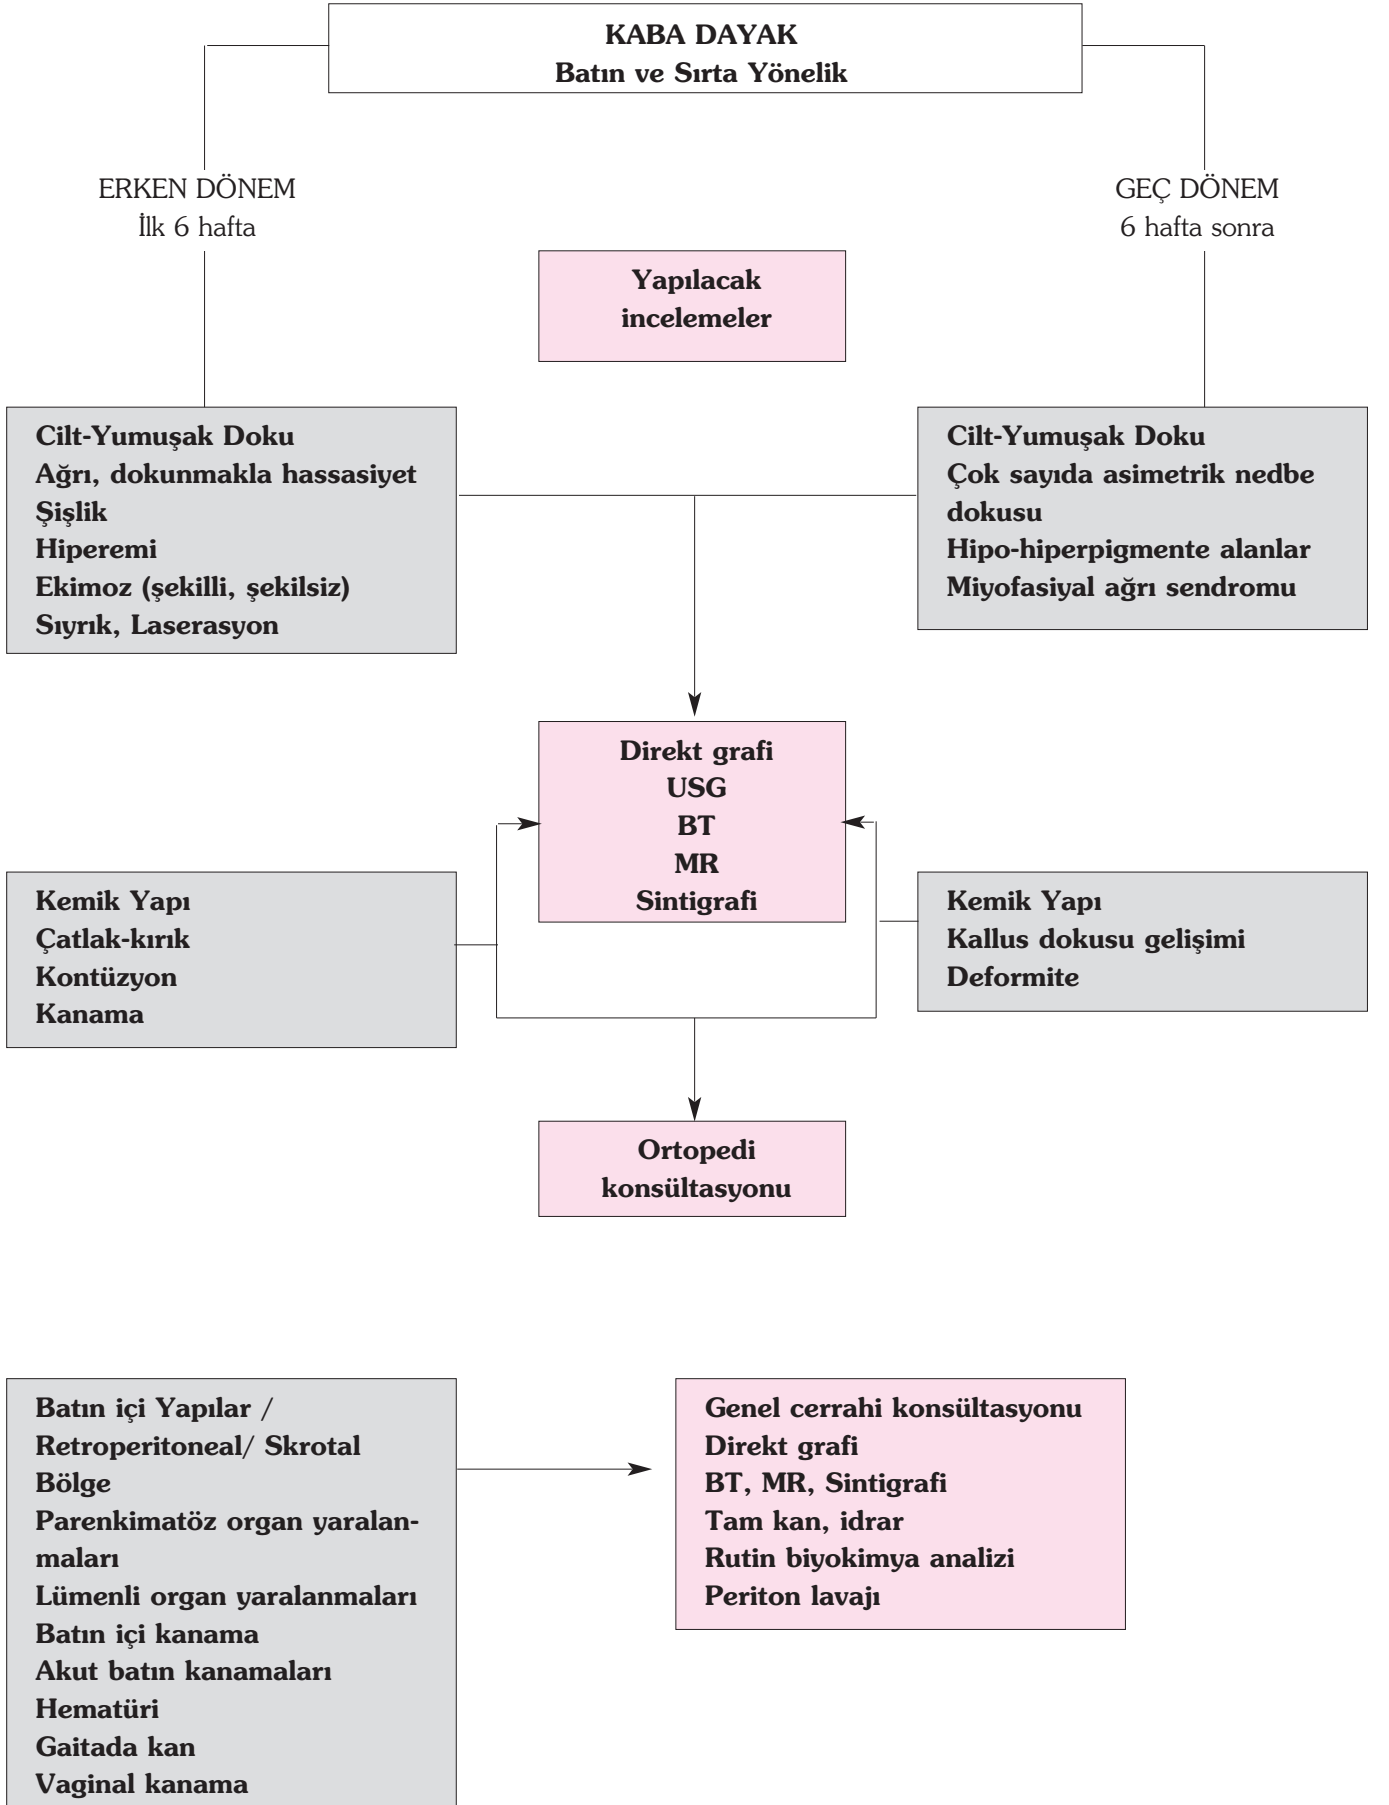 KABA DAYAK
Batın ve Sırta Yönelik
ERKEN DÖNEM
İlk 6 hafta
GEÇ DÖNEM
6 hafta sonra
Yapılacak
incelemeler
Cilt-Yumuşak Doku
Ağrı, dokunmakla hassasiyet
Şişlik
Hiperemi
Ekimoz (şekilli, şekilsiz)
Sıyrık, Laserasyon
Cilt-Yumuşak Doku
Çok sayıda asimetrik nedbe
dokusu
Hipo-hiperpigmente alanlar
Miyofasiyal ağrı sendromu
Direkt grafi
USG
BT
MR
Sintigrafi
Kemik Yapı
Çatlak-kırık
Kontüzyon
Kanama
Kemik Yapı
Kallus dokusu gelişimi
Deformite
Ortopedi
konsültasyonu
Batın içi Yapılar /
Retroperitoneal/ Skrotal
Bölge
Parenkimatöz organ yaralan-
maları
Lümenli organ yaralanmaları
Batın içi kanama
Akut batın kanamaları
Hematüri
Gaitada kan
Vaginal kanama
Genel cerrahi konsültasyonu
Direkt grafi
BT, MR, Sintigrafi
Tam kan, idrar
Rutin biyokimya analizi
Periton lavajı